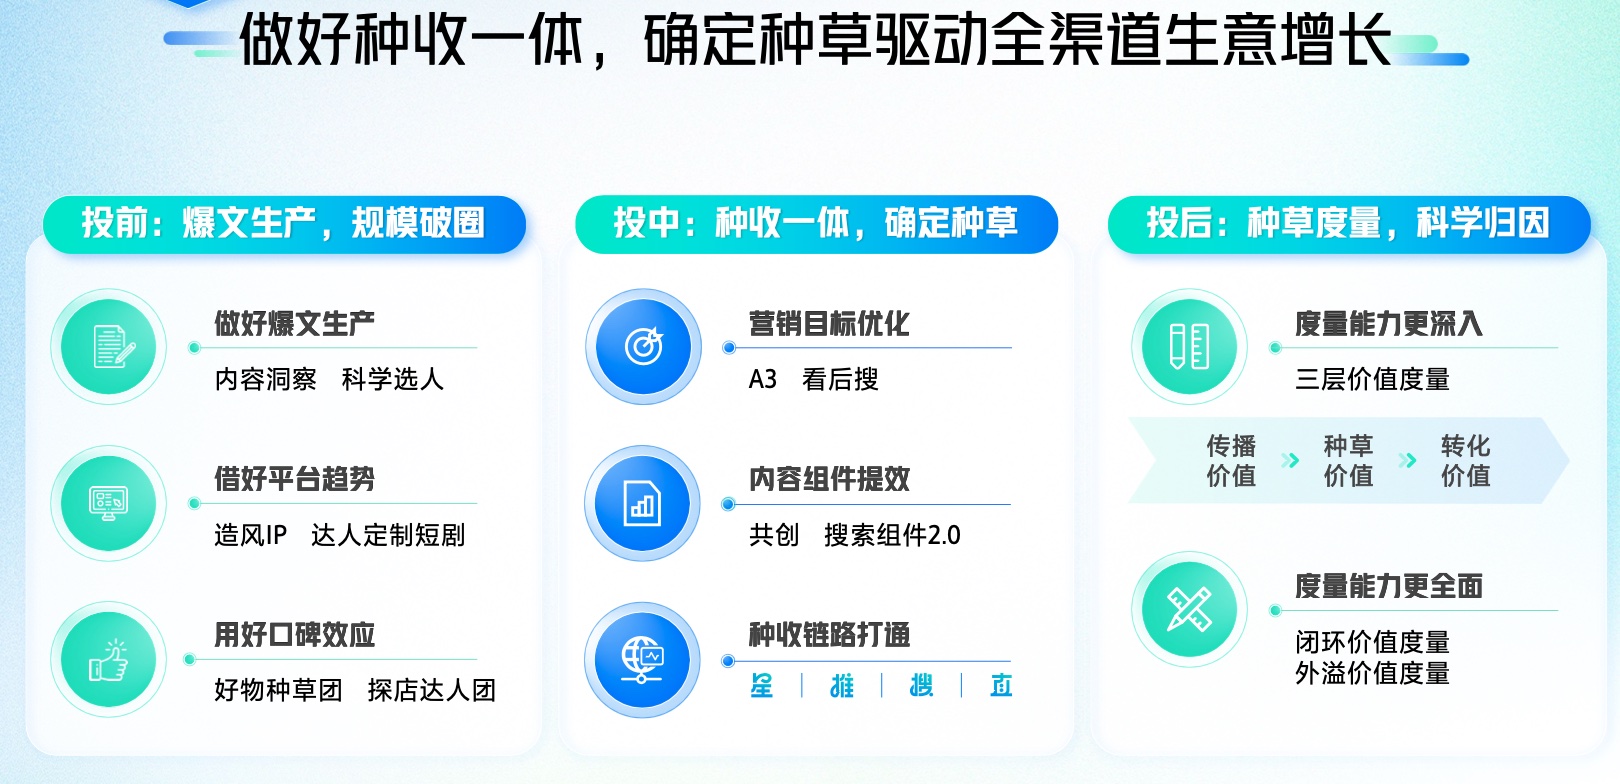 做好种收一体，确定种草驱动全渠道生意增长
投前：爆文生产，规模破圈
做好爆文生产
内容洞察 科学选人
借好平台趋势
造风IP 达人定制短剧
用好口碑效应
好物种草团 探店达人团
投中：种收一体，确定种草
营销目标优化
A3 看后搜
内容组件提效
共创 搜索组件2.0
种收链路打通
星 | 推 | 搜 | 直
投后：种草度量，科学归因
度量能力更深入
三层价值度量
传播 种草 转化
价值 价值 价值
度量能力更全面
闭环价值度量
外溢价值度量